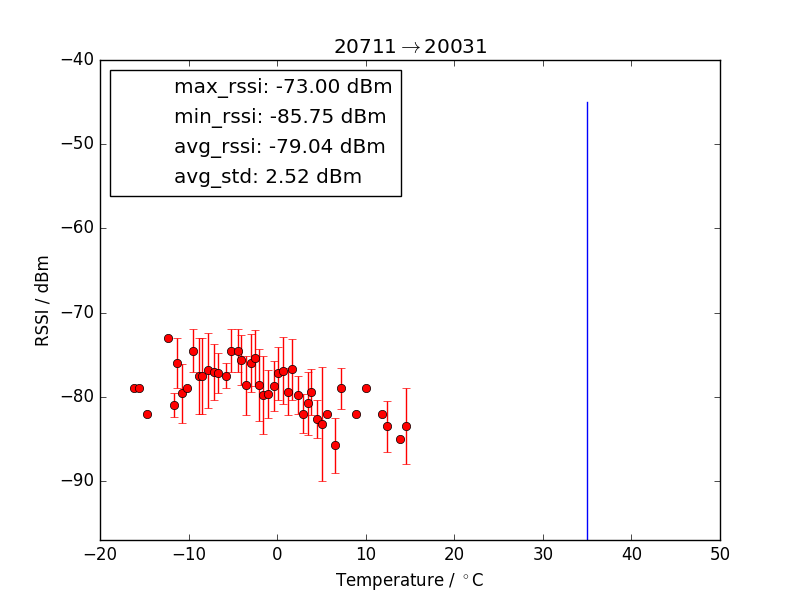 20711→20031
max_rssi: -73.00 dBm
min_rssi: -85.75 dBm
avg_rssi: -79.04 dBm
avg_std: 2.52 dBm
RSSI / dBm
−40
−50
−60
−70
−80
−90
−20 −10 0 10 20 30 40 50
Temperature / °C